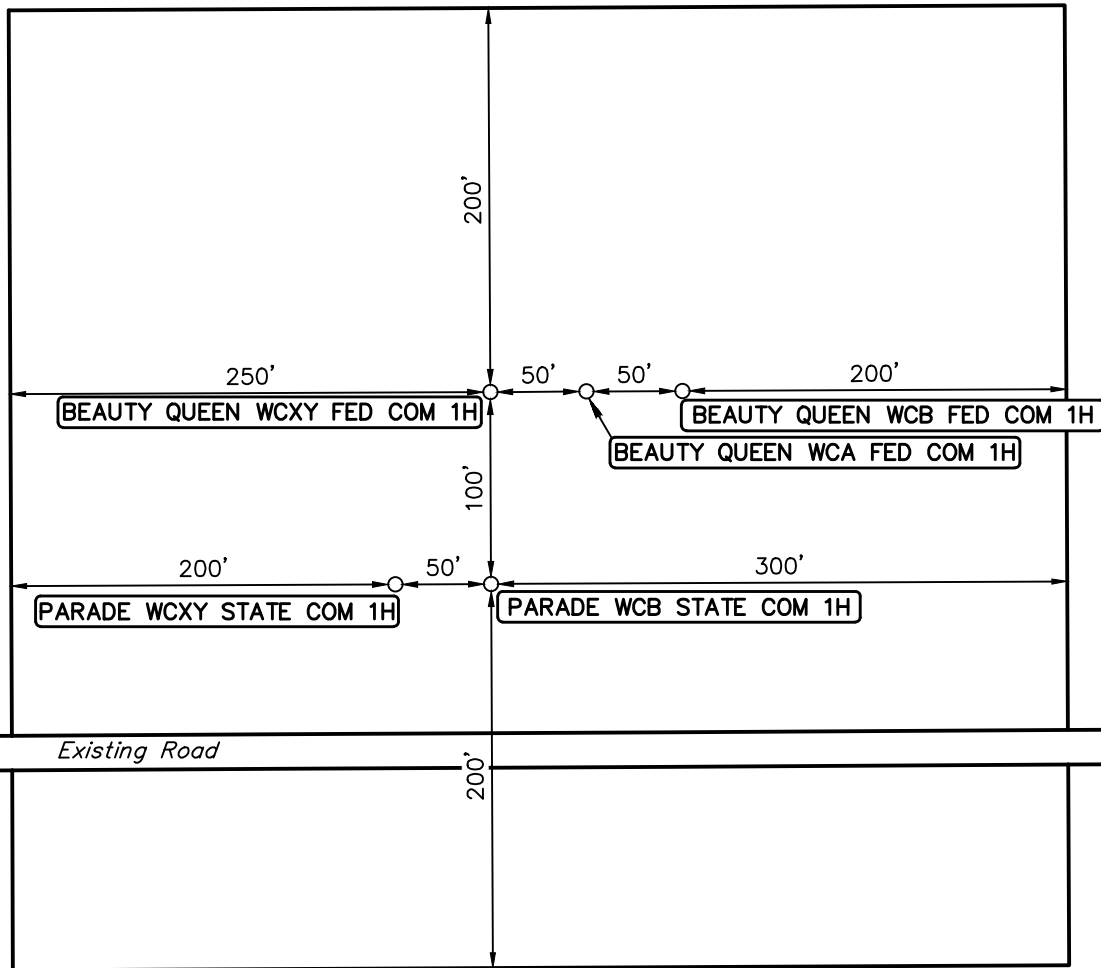 200'
250'
50'
50'
200'
BEAUTY QUEEN WCXY FED COM 1H
BEAUTY QUEEN WCB FED COM 1H
BEAUTY QUEEN WCA FED COM 1H
100'
200'
50'
300'
PARADE WCXY STATE COM 1H
PARADE WCB STATE COM 1H
Existing Road
200'